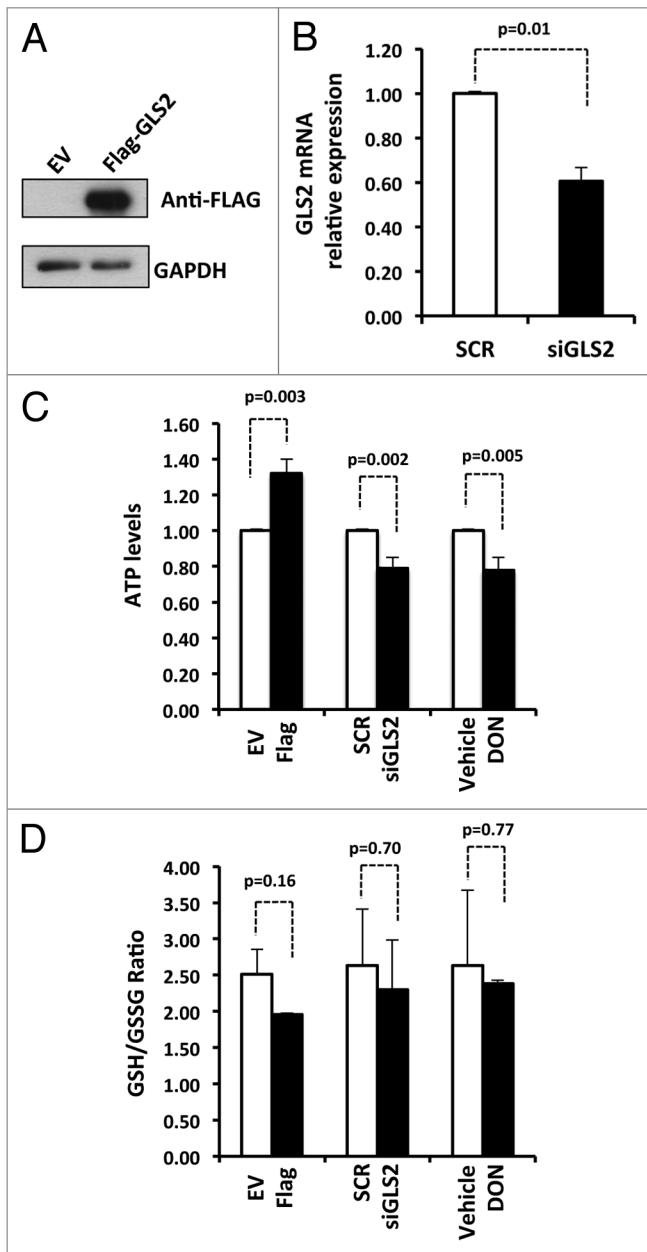 A
EV
Flag-GLS2
Anti-FLAG
GAPDH
B
p=0.01
GLS2 mRNA
relative expression
1.20
1.00
0.80
0.60
0.40
0.20
0.00
SCR
siGLS2
C
p=0.003
p=0.002
p=0.005
ATP levels
1.60
1.40
1.20
1.00
0.80
0.60
0.40
0.20
0.00
EV
Flag
SCR
siGLS2
Vehicle
DON
D
p=0.16
p=0.70
p=0.77
GSH/GSSG Ratio
4.00
3.50
3.00
2.50
2.00
1.50
1.00
0.50
0.00
EV
Flag
SCR
siGLS2
Vehicle
DON